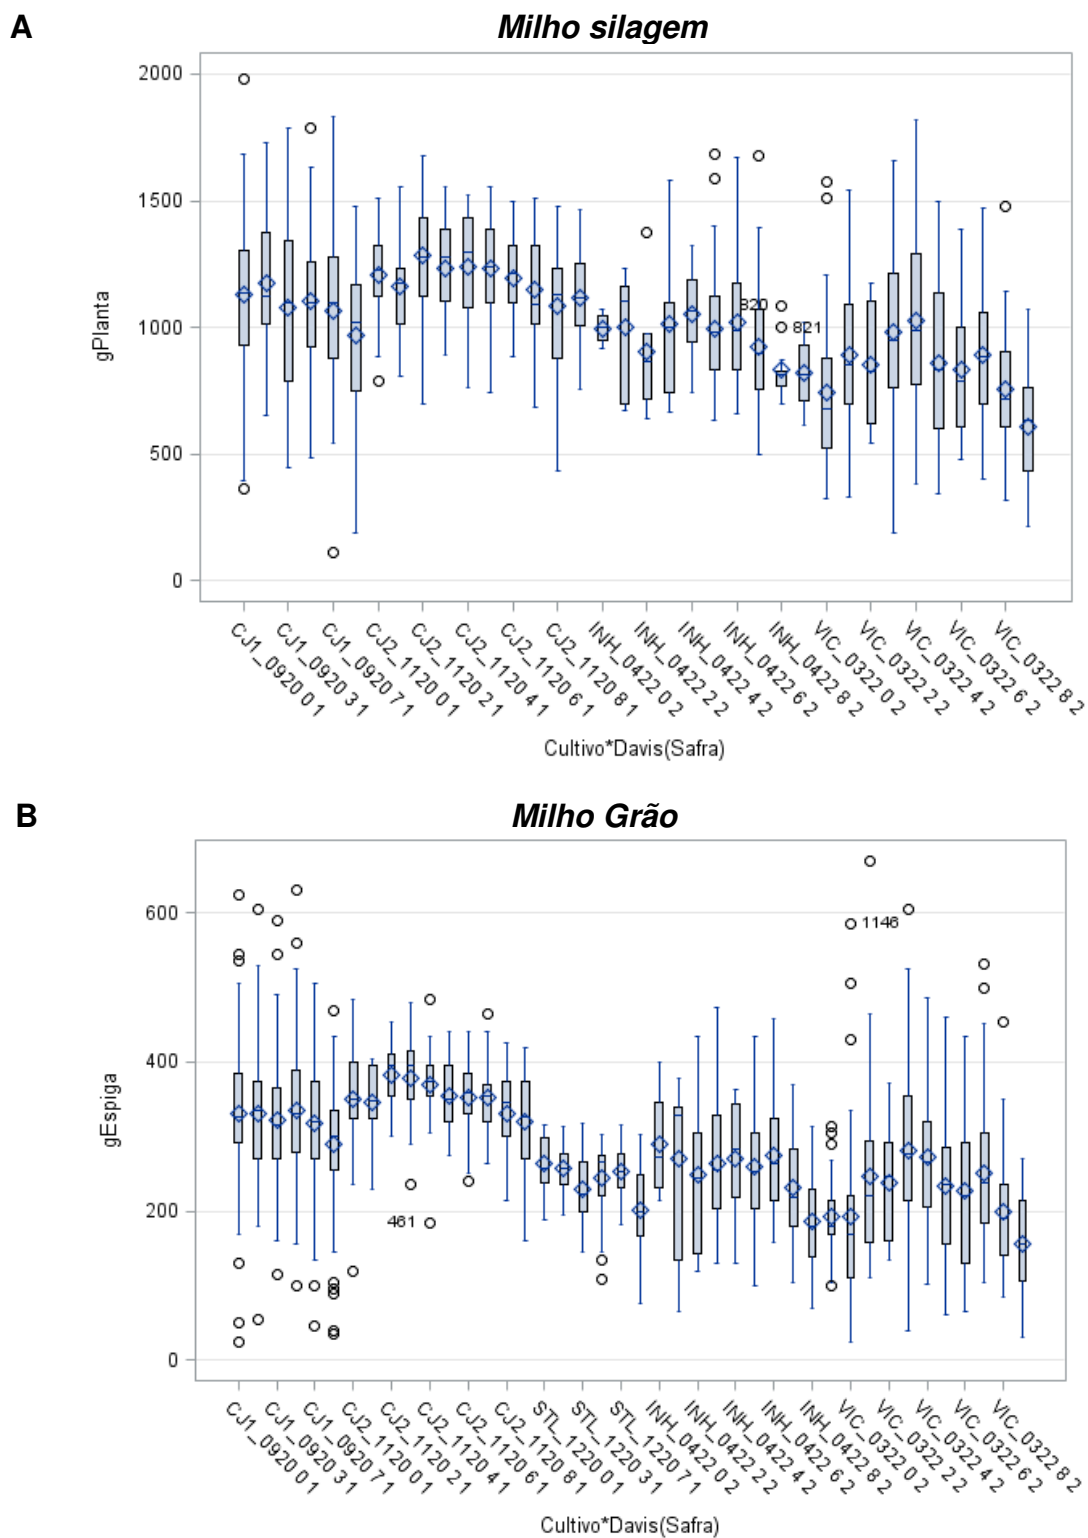 A
Milho silagem
2000
1500
1000
500
0
gPlanta
820
821
CJ1_0920 0 1
CJ1_0920 3 1
CJ1_0920 7 1
CJ2_1120 0 1
CJ2_1120 2 1
CJ2_1120 4 1
CJ2_1120 6 1
CJ2_1120 8 1
INH_0422 0 2
INH_0422 2 2
INH_0422 4 2
INH_0422 6 2
INH_0422 8 2
VIC_0322 0 2
VIC_0322 2 2
VIC_0322 4 2
VIC_0322 6 2
VIC_0322 8 2
Cultivo*Davis(Safra)
B
Milho Grão
600
400
200
0
gEspiga
1146
461
CJ1_0920 0 1
CJ1_0920 3 1
CJ1_0920 7 1
CJ2_1120 0 1
CJ2_1120 2 1
CJ2_1120 4 1
CJ2_1120 6 1
CJ2_1120 8 1
STL_1220 0 1
STL_1220 3 1
STL_1220 7 1
INH_0422 0 2
INH_0422 2 2
INH_0422 4 2
INH_0422 6 2
INH_0422 8 2
VIC_0322 0 2
VIC_0322 2 2
VIC_0322 4 2
VIC_0322 6 2
VIC_0322 8 2
Cultivo*Davis(Safra)